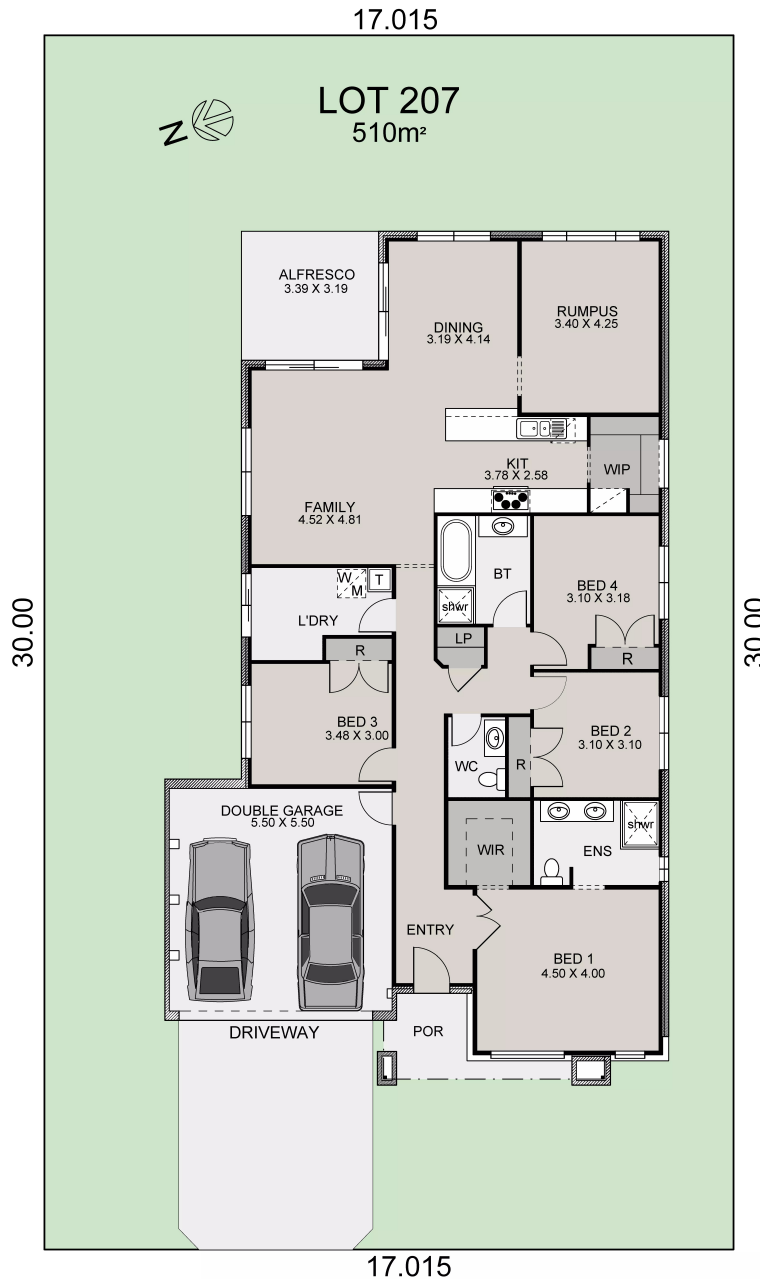 17.015
LOT 207
510m²
N
ALFRESCO
3.39 X 3.19
DINING
3.19 X 4.14
RUMPUS
3.40 X 4.25
KIT
3.78 X 2.58
WIP
FAMILY
4.52 X 4.81
W
M
T
L'DRY
R
BT
shwr
LP
BED 4
3.10 X 3.18
R
30.00
30.00
BED 3
3.48 X 3.00
WC
R
BED 2
3.10 X 3.10
DOUBLE GARAGE
5.50 X 5.50
WIR
ENS
shwr
ENTRY
BED 1
4.50 X 4.00
DRIVEWAY
POR
17.015